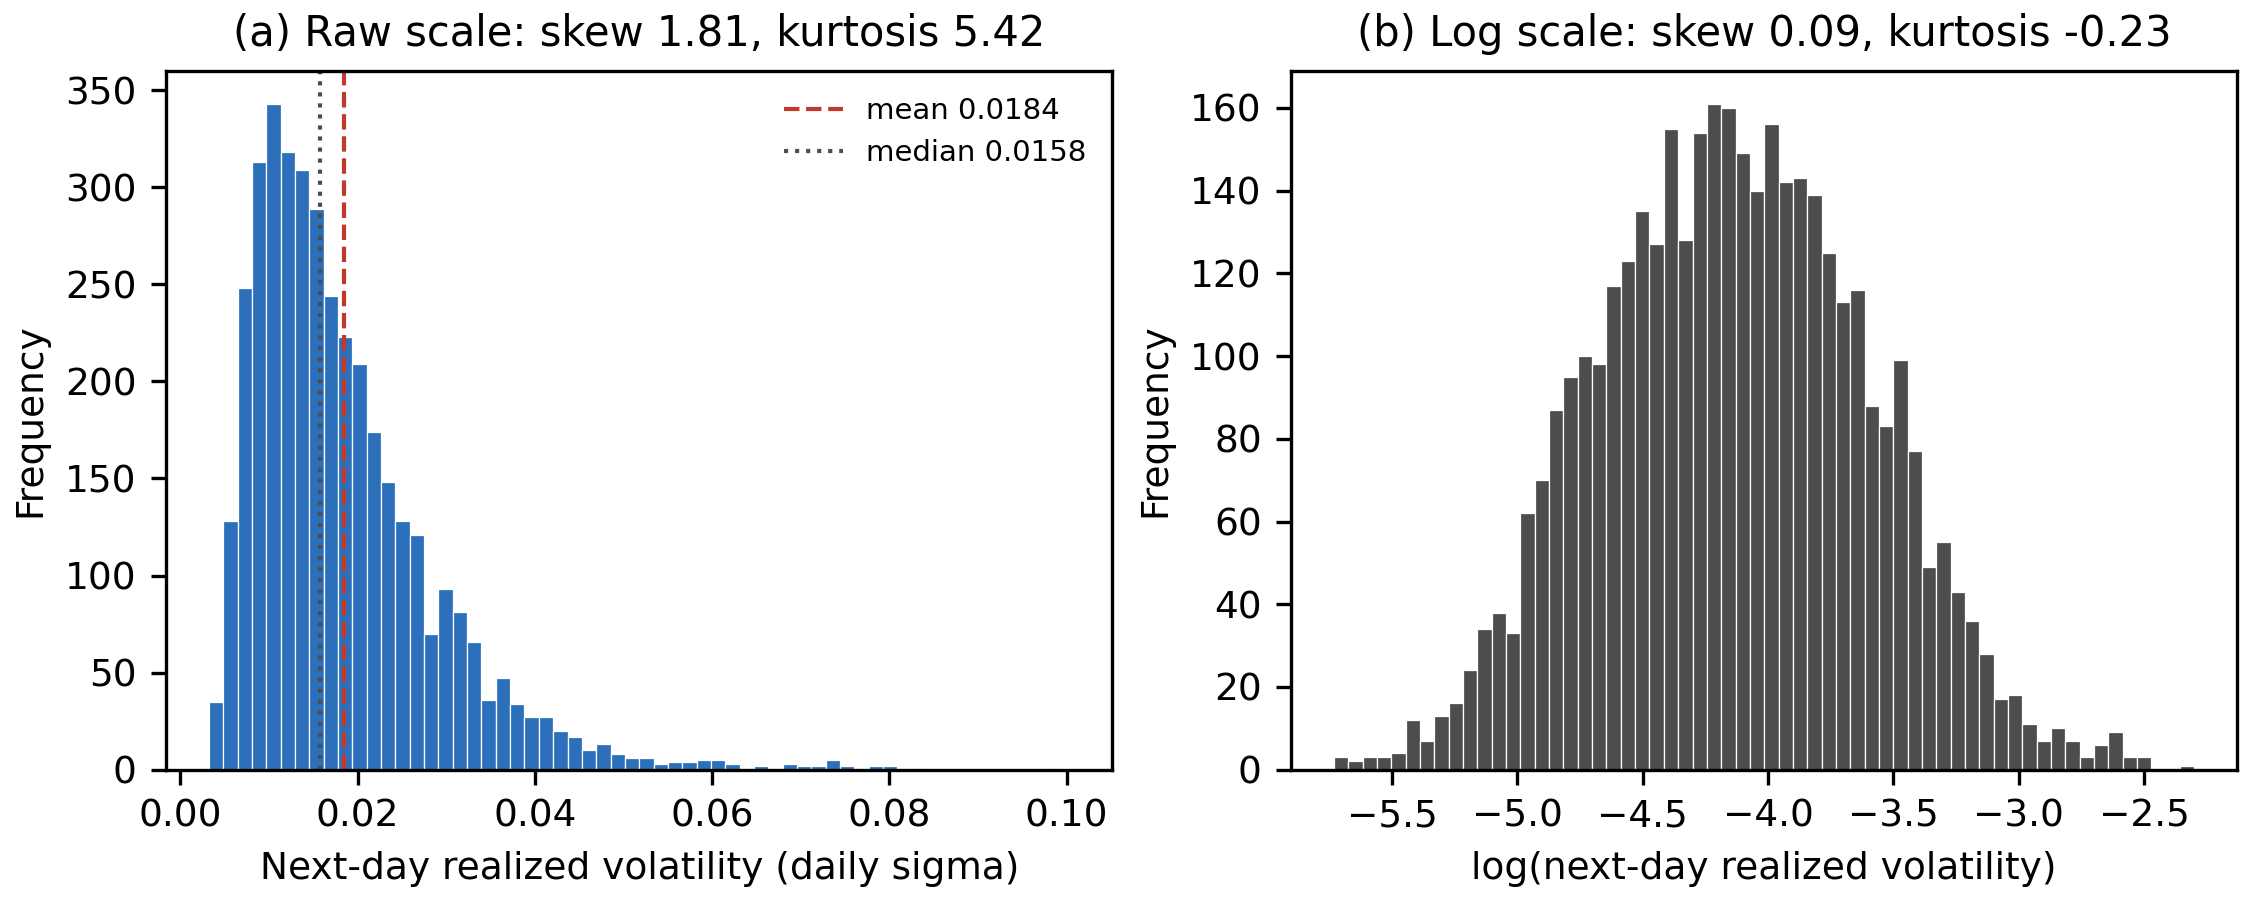 (a) Raw scale: skew 1.81, kurtosis 5.42
350
300
250
200
150
100
50
0
Frequency
mean 0.0184
median 0.0158
0.00 0.02 0.04 0.06 0.08 0.10
Next-day realized volatility (daily sigma)
(b) Log scale: skew 0.09, kurtosis -0.23
160
140
120
100
80
60
40
20
0
Frequency
−5.5 −5.0 −4.5 −4.0 −3.5 −3.0 −2.5
log(next-day realized volatility)